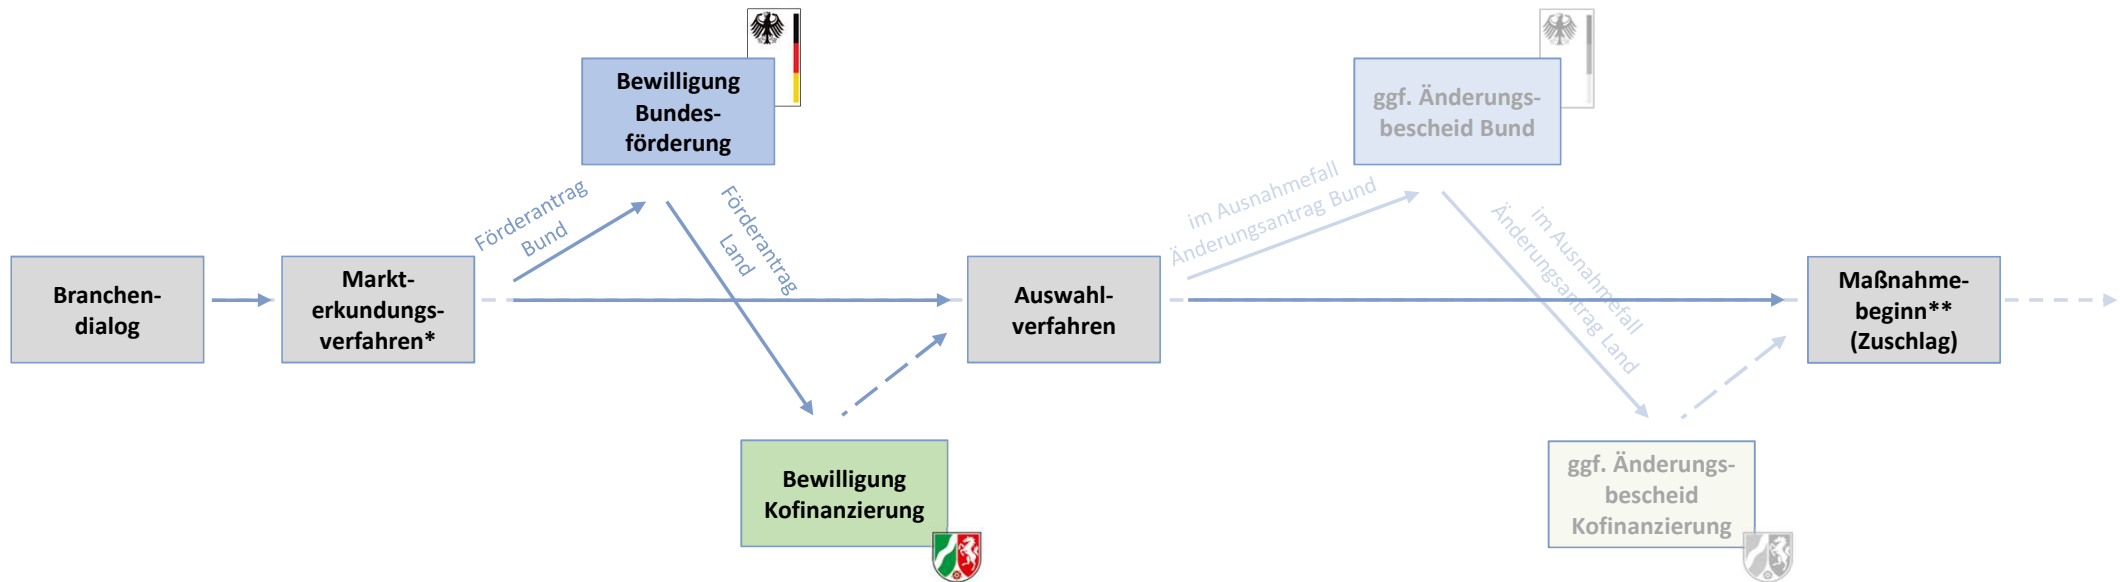 Bewilligung
Bundes-
förderung
ggf. Änderungs-
bescheid Bund
Förderantrag
Bund
Förderantrag
Land
im Ausnahmefall
Änderungsantrag Bund
im Ausnahmefall
Änderungsantrag Land
Branchen-
dialog
Markt-
erkundungs-
verfahren*
Auswahl-
verfahren
Maßnahme-
beginn**
(Zuschlag)
Bewilligung
Kofinanzierung
ggf. Änderungs-
bescheid
Kofinanzierung